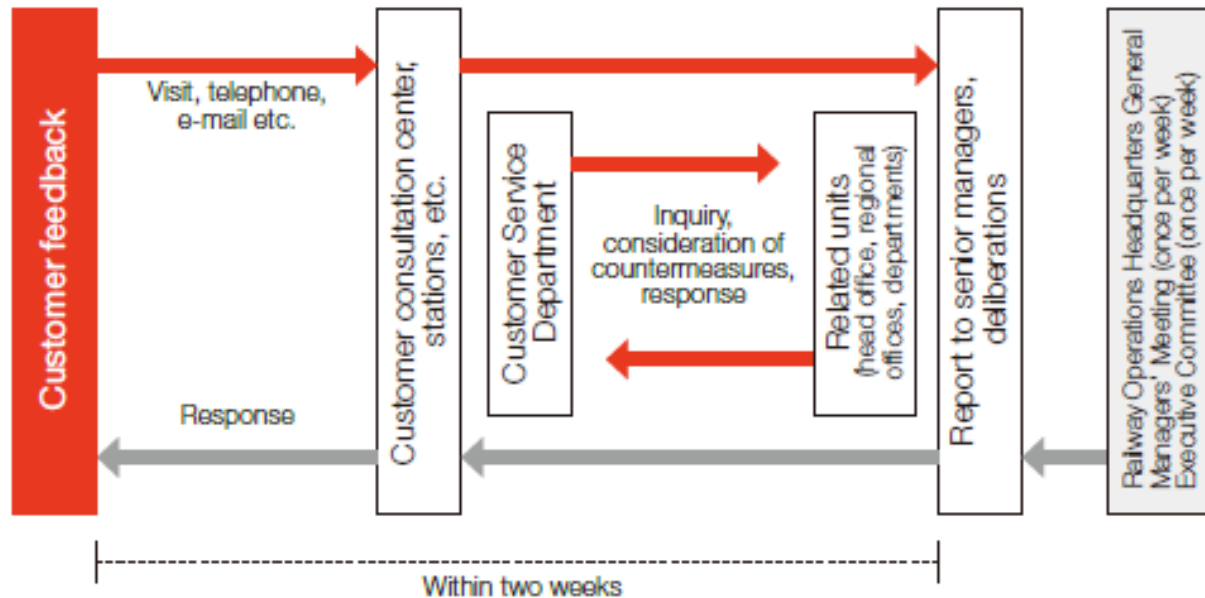 Customer feedback
Visit, telephone,
e-mail etc.
Response
Customer consultation center,
stations, etc.
Customer Service
Department
Inquiry,
consideration of
countermeasures,
response
Related units
(head office, regional
offices, departments)
Report to senior managers,
deliberations
Railway Operations Headquarters General
Managers' Meeting (once per week)
Executive Committee (once per week)
Within two weeks